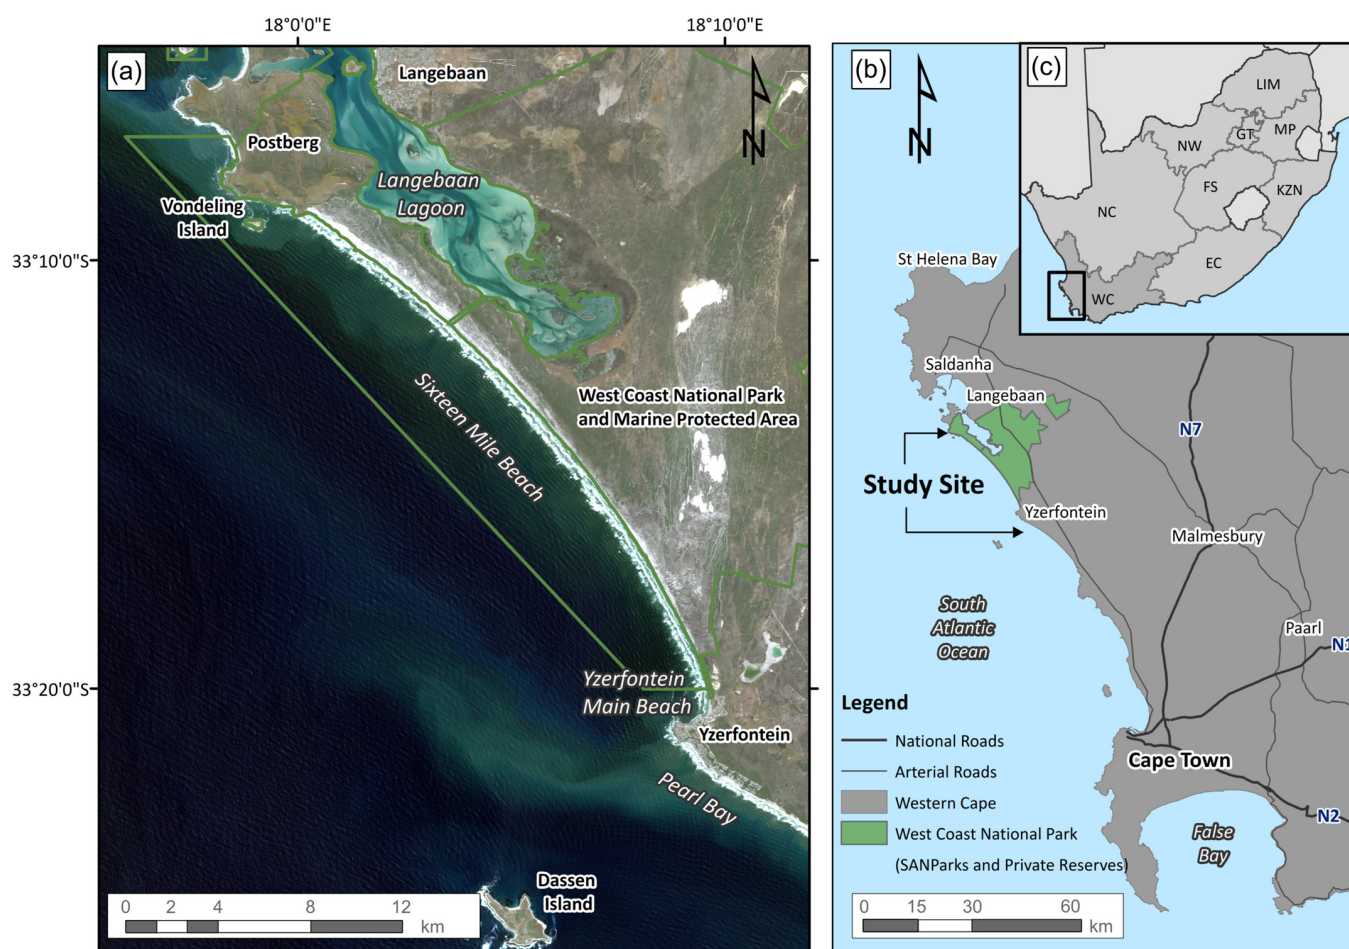 18°0'0"E
18°10'0"E
(a)
Langebaan
N
Postberg
Langebaan
Lagoon
Vondeling
Island
33°10'0"S
West Coast National Park
and Marine Protected Area
Sixteen Mile Beach
33°20'0"S
Yzerfontein
Main Beach
Yzerfontein
Pearl Bay
Dassen
Island
0 2 4 8 12
km
(b)
N
St Helena Bay
Saldanha
Langebaan
N7
Study Site
Yzerfontein
Malmesbury
South
Atlantic
Ocean
Paarl
N1
Cape Town
N2
False
Bay
Legend
National Roads
Arterial Roads
Western Cape
West Coast National Park
(SANParks and Private Reserves)
0 15 30 60
km
(c)
LIM
NW
GT
MP
FS
KZN
NC
EC
WC